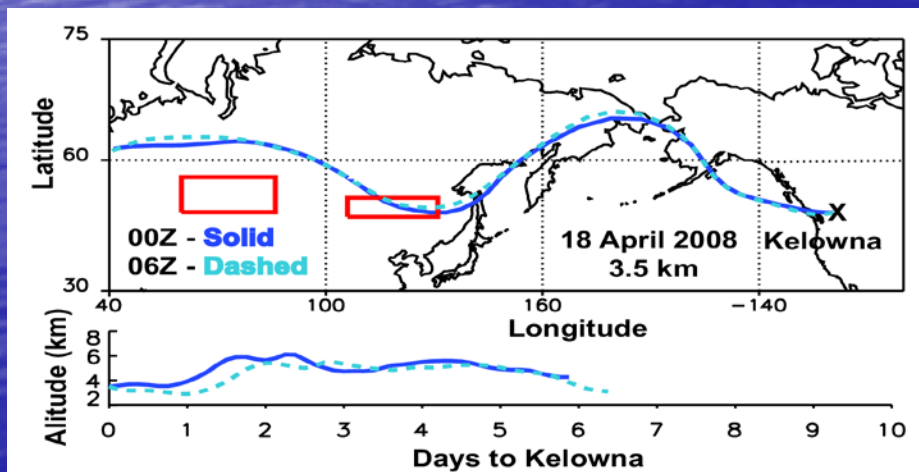 75
Latitude
60
00Z - Solid
06Z - Dashed
18 April 2008
3.5 km
Kelowna
X
30
40 100 160 -140
Longitude
Alitude (km)
8
6
4
2
0 1 2 3 4 5 6 7 8 9 10
Days to Kelowna